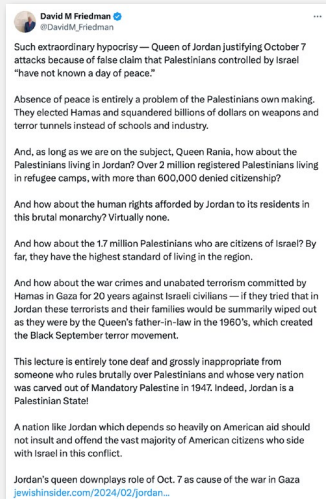 David M Friedman
@DavidM_Friedman
Such extraordinary hypocrisy — Queen of Jordan justifying October 7
attacks because of false claim that Palestinians controlled by Israel
“have not known a day of peace.”
Absence of peace is entirely a problem of the Palestinians own making.
They elected Hamas and squandered billions of dollars on weapons and
terror tunnels instead of schools and industry.
And, as long as we are on the subject, Queen Rania, how about the
Palestinians living in Jordan? Over 2 million registered Palestinians living
in refugee camps, with more than 600,000 denied citizenship?
And how about the human rights afforded by Jordan to its residents in
this brutal monarchy? Virtually none.
And how about the 1.7 million Palestinians who are citizens of Israel? By
far, they have the highest standard of living in the region.
And how about the war crimes and unabated terrorism committed by
Hamas in Gaza for 20 years against Israeli civilians — if they tried that in
Jordan these terrorists and their families would be summarily wiped out
as they were by the Queen’s father-in-law in the 1960’s, which created
the Black September terror movement.
This lecture is entirely tone deaf and grossly inappropriate from
someone who rules brutally over Palestinians and whose very nation
was carved out of Mandatory Palestine in 1947. Indeed, Jordan is a
Palestinian State!
A nation like Jordan which depends so heavily on American aid should
not insult and offend the vast majority of American citizens who side
with Israel in this conflict.
Jordan’s queen downplays role of Oct. 7 as cause of the war in Gaza
jewishinsider.com/2024/02/jordan...